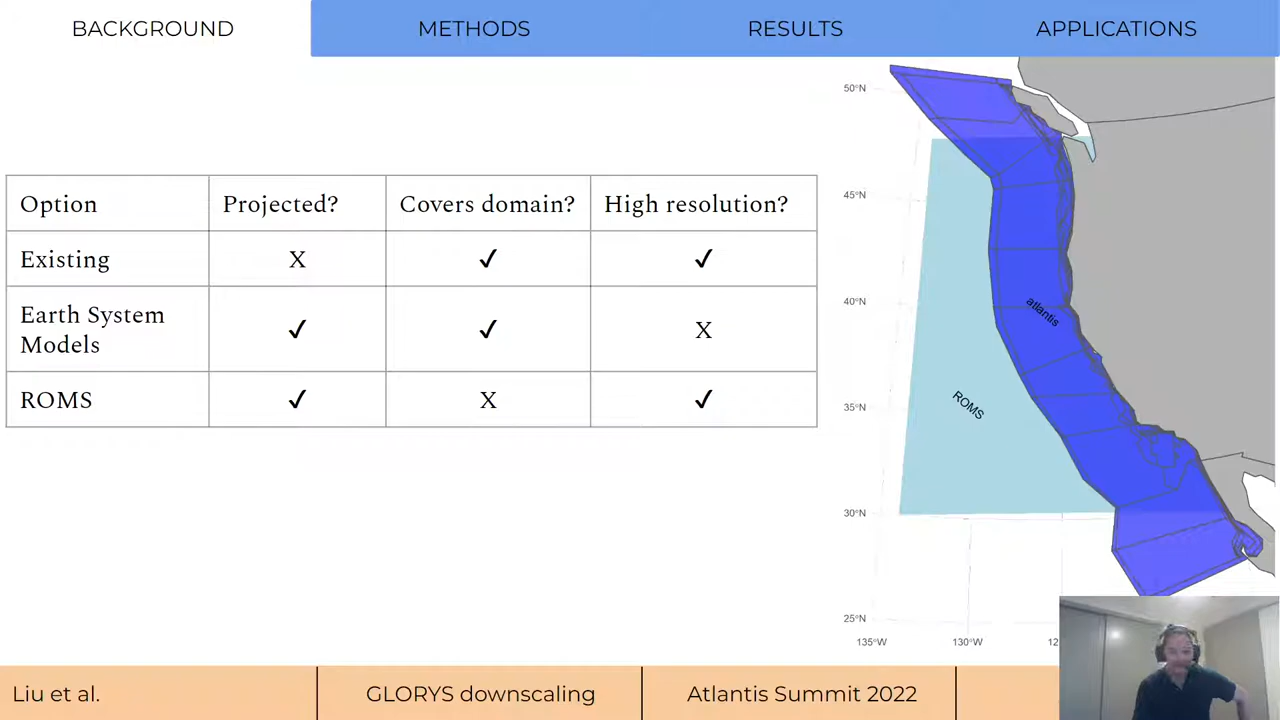 BACKGROUND METHODS RESULTS APPLICATIONS
Option Projected? Covers domain? High resolution?
Existing X ✓ ✓
Earth System
Models ✓ ✓ X
ROMS ✓ X ✓
50°N
45°N
40°N
35°N
30°N
25°N
135°W 130°W
atlantis
ROMS
Liu et al. GLORYS downscaling Atlantis Summit 2022